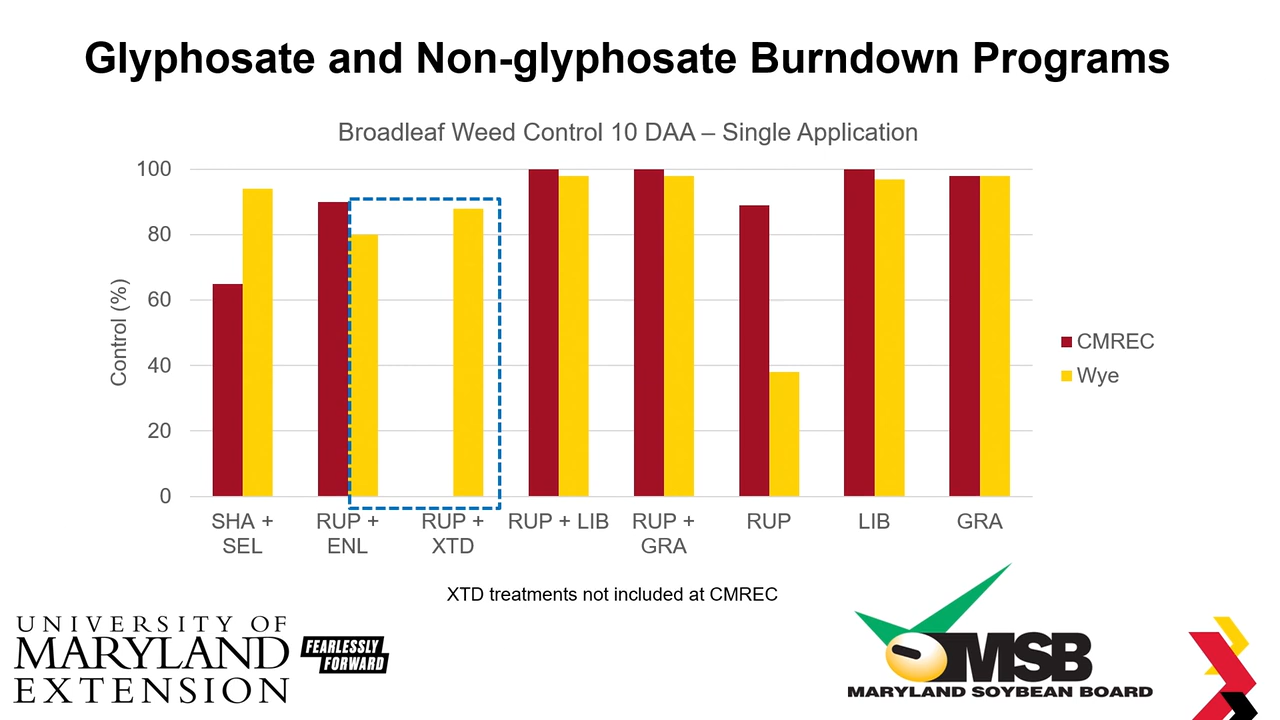 Glyphosate and Non-glyphosate Burndown Programs
Broadleaf Weed Control 10 DAA – Single Application
Control (%)
100
80
60
40
20
0
SHA +
SEL
RUP +
ENL
RUP +
XTD
RUP + LIB
RUP +
GRA
RUP
LIB
GRA
CMREC
Wye
XTD treatments not included at CMREC
UNIVERSITY OF
MARYLAND
EXTENSION
FEARLESSLY
FORWARD
MSB
MARYLAND SOYBEAN BOARD